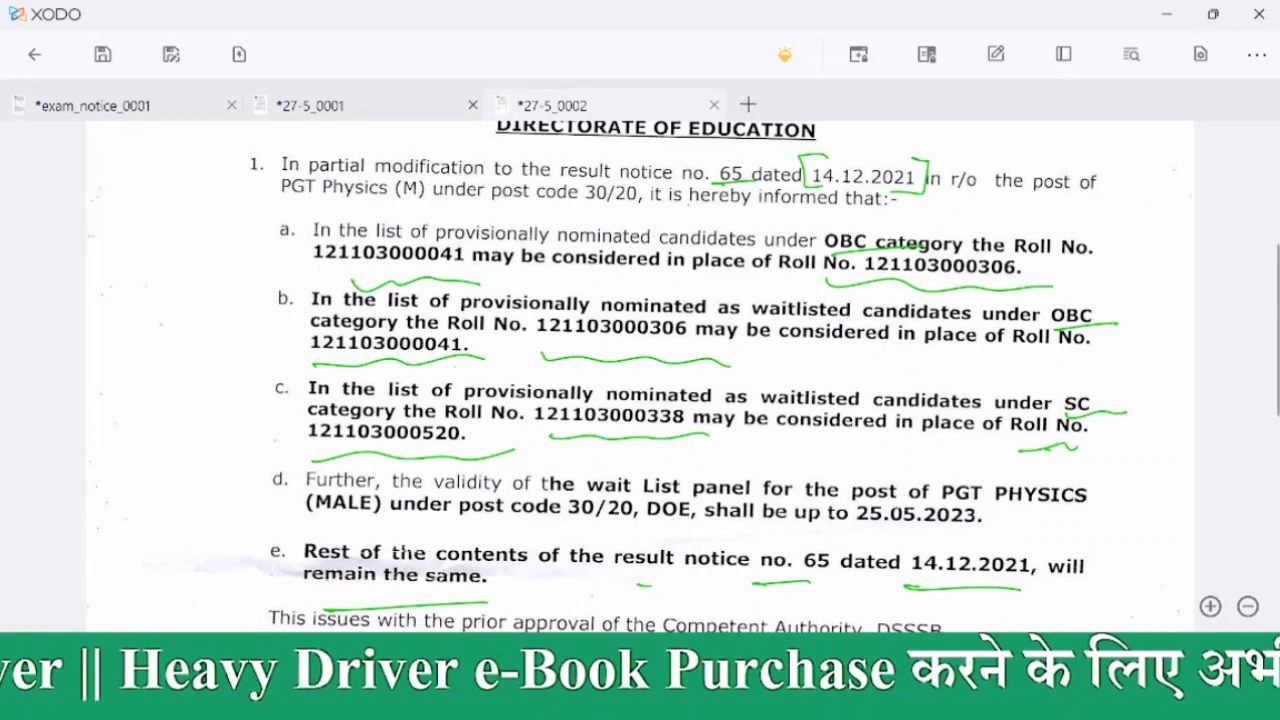 XODO
*exam_notice_0001
*27-5_0001
*27-5_0002
DIRECTORATE OF EDUCATION
1. In partial modification to the result notice no. 65 dated 14.12.2021 in r/o the post of
PGT Physics (M) under post code 30/20, it is hereby informed that:-
a. In the list of provisionally nominated candidates under OBC category the Roll No.
121103000041 may be considered in place of Roll No. 121103000306.
b. In the list of provisionally nominated as waitlisted candidates under OBC
category the Roll No. 121103000306 may be considered in place of Roll No.
121103000041.
c. In the list of provisionally nominated as waitlisted candidates under SC
category the Roll No. 121103000338 may be considered in place of Roll No.
121103000520.
d. Further, the validity of the wait List panel for the post of PGT PHYSICS
(MALE) under post code 30/20, DOE, shall be up to 25.05.2023.
e. Rest of the contents of the result notice no. 65 dated 14.12.2021, will
remain the same.
This issues with the prior approval of the Competent Authority, DSSSB
ver || Heavy Driver e-Book Purchase करने के लिए अभी